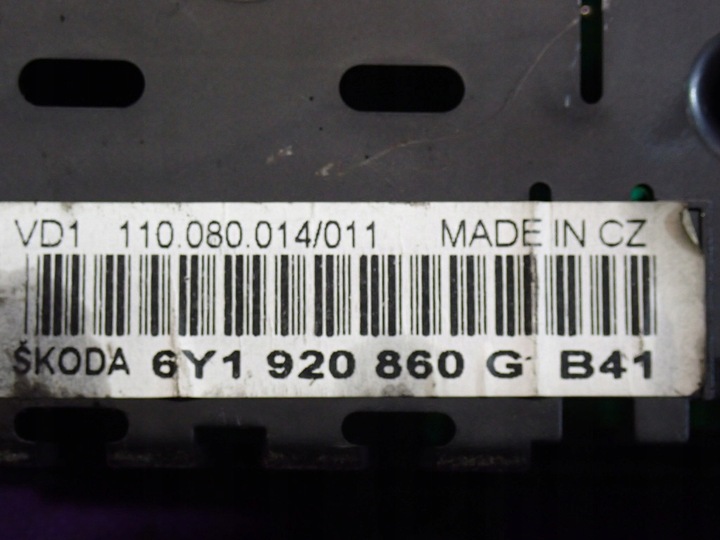 VD1 110.080.014/011 MADE IN CZ
ŠKODA 6Y1 920 860 G B41